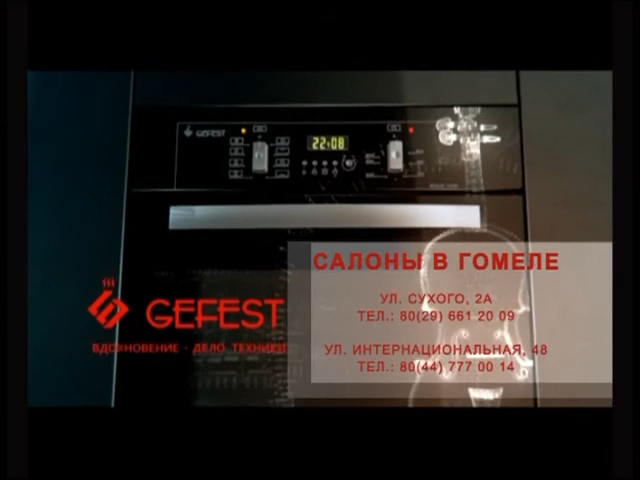 GEFEST
22:08
САЛОНЫ В ГОМЕЛЕ
УЛ. СУХОГО, 2А
ТЕЛ.: 80(29) 661 20 09
УЛ. ИНТЕРНАЦИОНАЛЬНАЯ, 48
ТЕЛ.: 80(44) 777 00 14
GEFEST
ВДОХНОВЕНИЕ · ДЕЛО ТЕХНИКИ